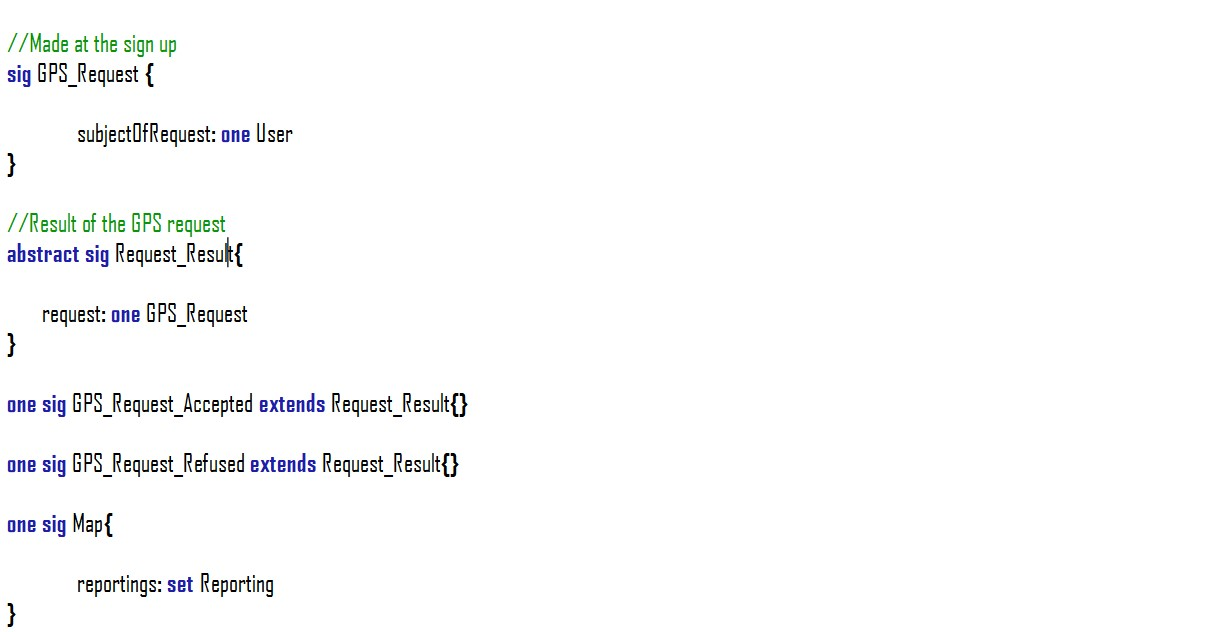 //Made at the sign up
sig GPS_Request {
subjectOfRequest: one User
}
//Result of the GPS request
abstract sig Request_Result{
request: one GPS_Request
}
one sig GPS_Request_Accepted extends Request_Result{}
one sig GPS_Request_Refused extends Request_Result{}
one sig Map{
reportings: set Reporting
}